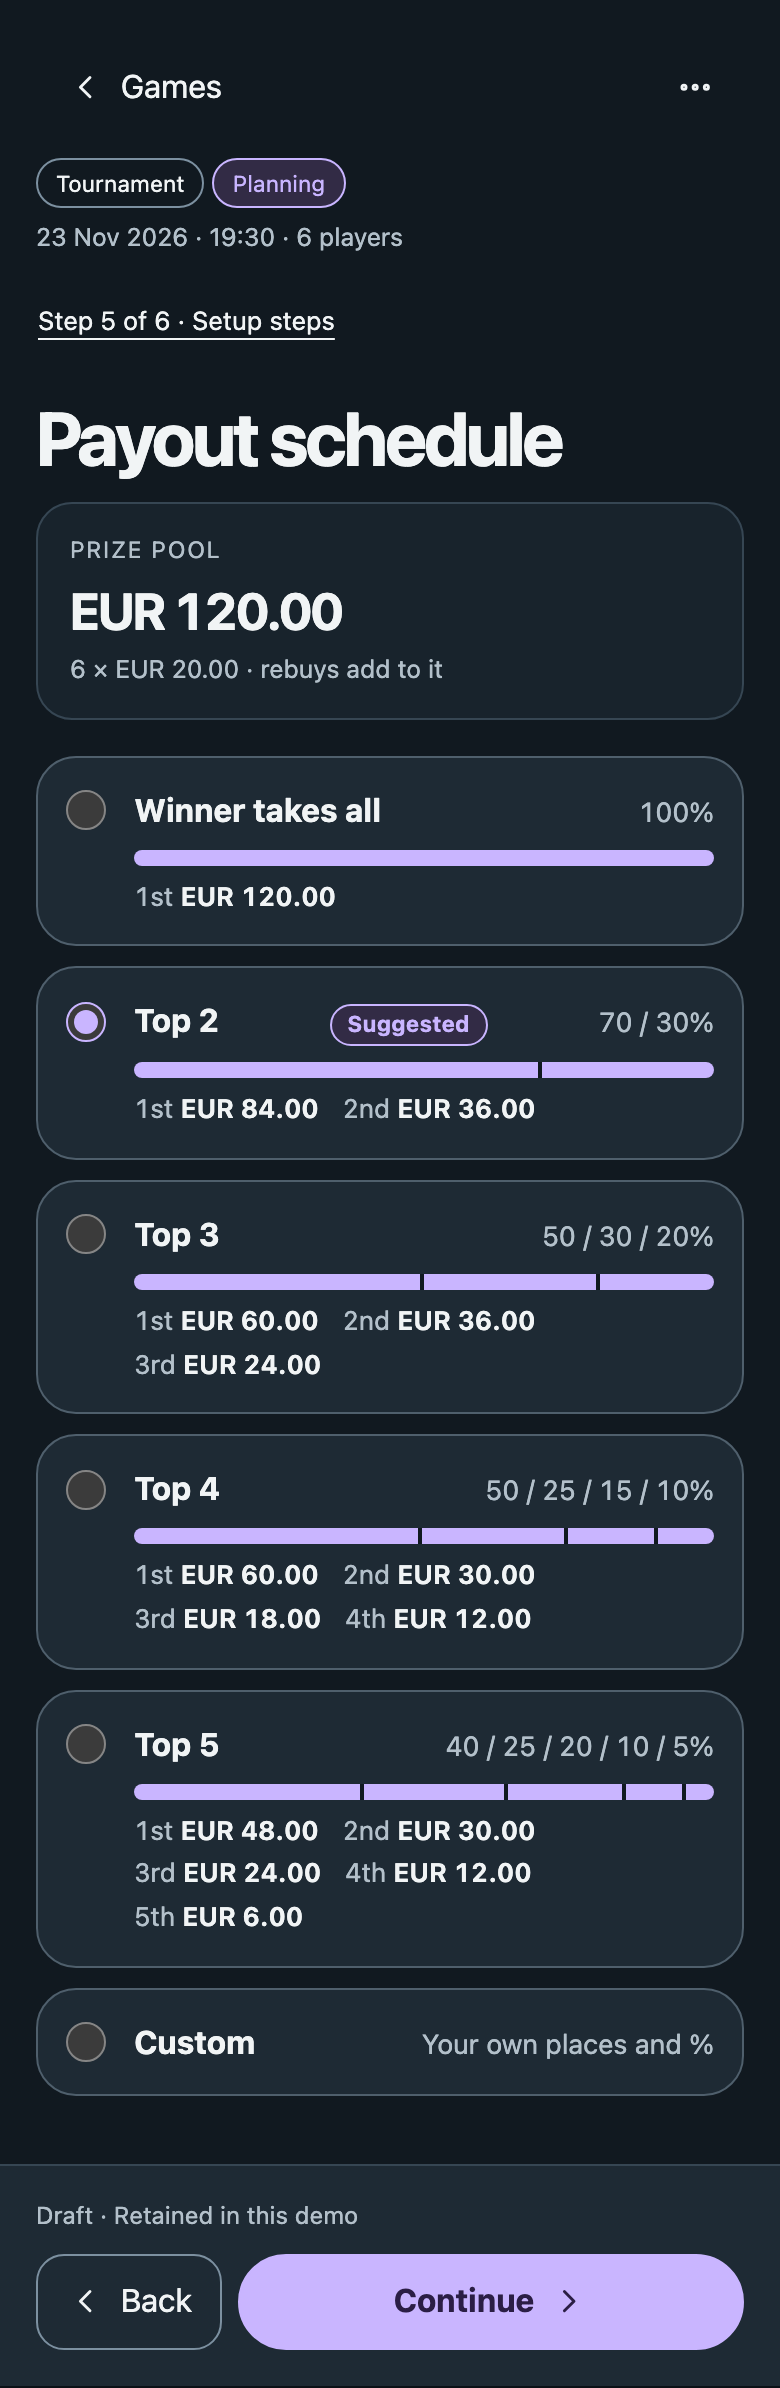 Games
Tournament Planning
23 Nov 2026 · 19:30 · 6 players
Step 5 of 6 · Setup steps
Payout schedule
PRIZE POOL
EUR 120.00
6 × EUR 20.00 · rebuys add to it
Winner takes all 100%
1st EUR 120.00
Top 2 Suggested 70 / 30%
1st EUR 84.00 2nd EUR 36.00
Top 3 50 / 30 / 20%
1st EUR 60.00 2nd EUR 36.00
3rd EUR 24.00
Top 4 50 / 25 / 15 / 10%
1st EUR 60.00 2nd EUR 30.00
3rd EUR 18.00 4th EUR 12.00
Top 5 40 / 25 / 20 / 10 / 5%
1st EUR 48.00 2nd EUR 30.00
3rd EUR 24.00 4th EUR 12.00
5th EUR 6.00
Custom Your own places and %
Draft · Retained in this demo
Back Continue